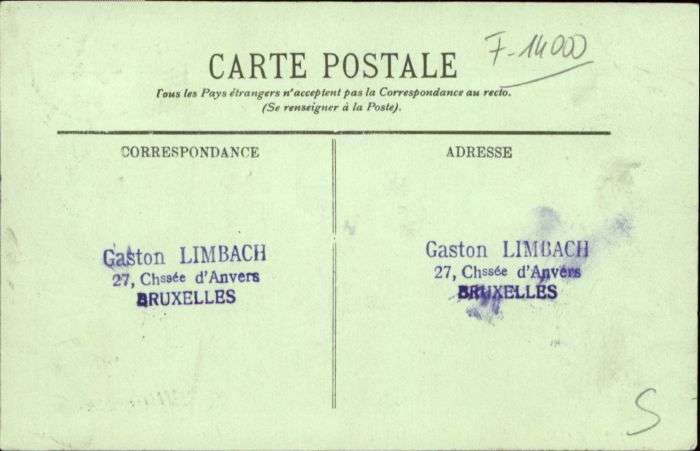 F-14000
CARTE POSTALE
Tous les Pays étrangers n'acceptent pas la Correspondance au recto.
(Se renseigner à la Poste).
CORRESPONDANCE
ADRESSE
Gaston LIMBACH
27, Chssée d'Anvers
BRUXELLES
Gaston LIMBACH
27, Chssée d'Anvers
BRUXELLES
S